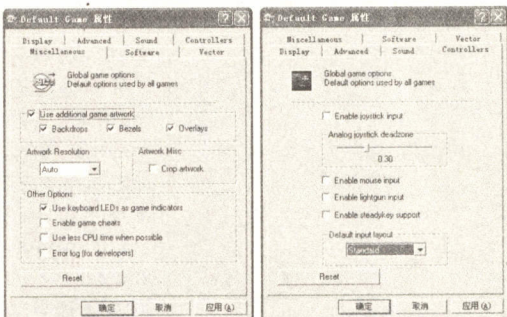 Default Game 属性
Display Advanced Sound Controllers
Miscellaneous Software Vector
Global game options
Default options used by all games
Use additional game artwork
Backdrops Bezels Overlays
Artwork Resolution
Auto
Artwork Misc
Crop artwork
Other Options
Use keyboard LEDs as game indicators
Enable game cheats
Use less CPU time when possible
Error log (for developers)
Reset
确定 取消 应用(A)
Default Game 属性
Miscellaneous Software Vector
Display Advanced Sound Controllers
Global game options
Default options used by all games
Enable joystick input
Analog joystick deadzone
0.30
Enable mouse input
Enable lightgun input
Enable steadykey support
Default input layout
Standard
Reset
确定 取消 应用(A)